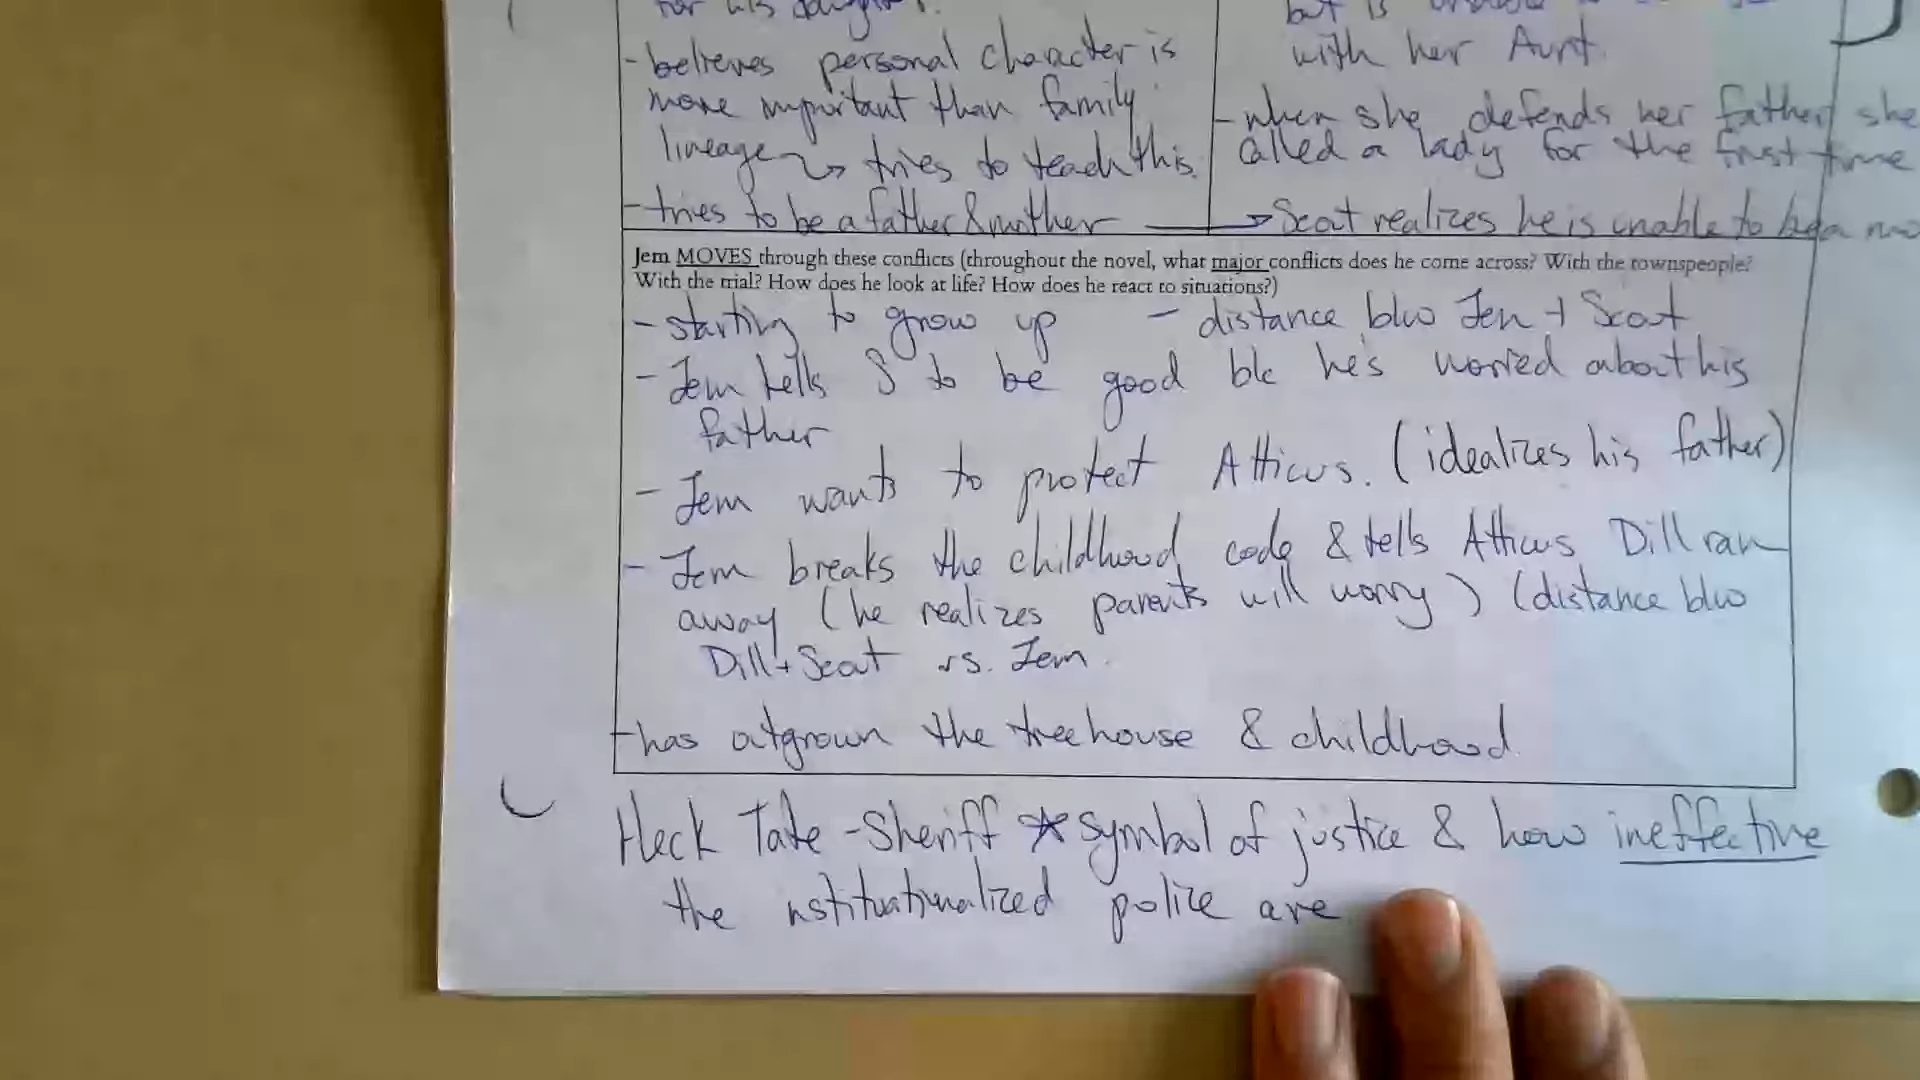 for his daughter.
- believes personal character is
more important than family
lineage → tries to teach this.
- tries to be a father & mother
but is
with her Aunt.
- when she defends her father she
called a lady for the first time
→ Scout realizes he is unable to be a
Jem MOVES through these conflicts (throughout the novel, what major conflicts does he come across? With the townspeople?
With the trial? How does he look at life? How does he react to situations?)
- starting to grow up - distance b/w Jem + Scout
- Jem tells S to be good b/c he's worried about his
father
- Jem wants to protect Atticus. (idealizes his father)
- Jem breaks the childhood code & tells Atticus Dill ran
away (he realizes parents will worry) (distance b/w
Dill + Scout vs. Jem.
- has outgrown the treehouse & childhood.
Heck Tate - Sheriff * symbol of justice & how ineffective
the institutionalized police are